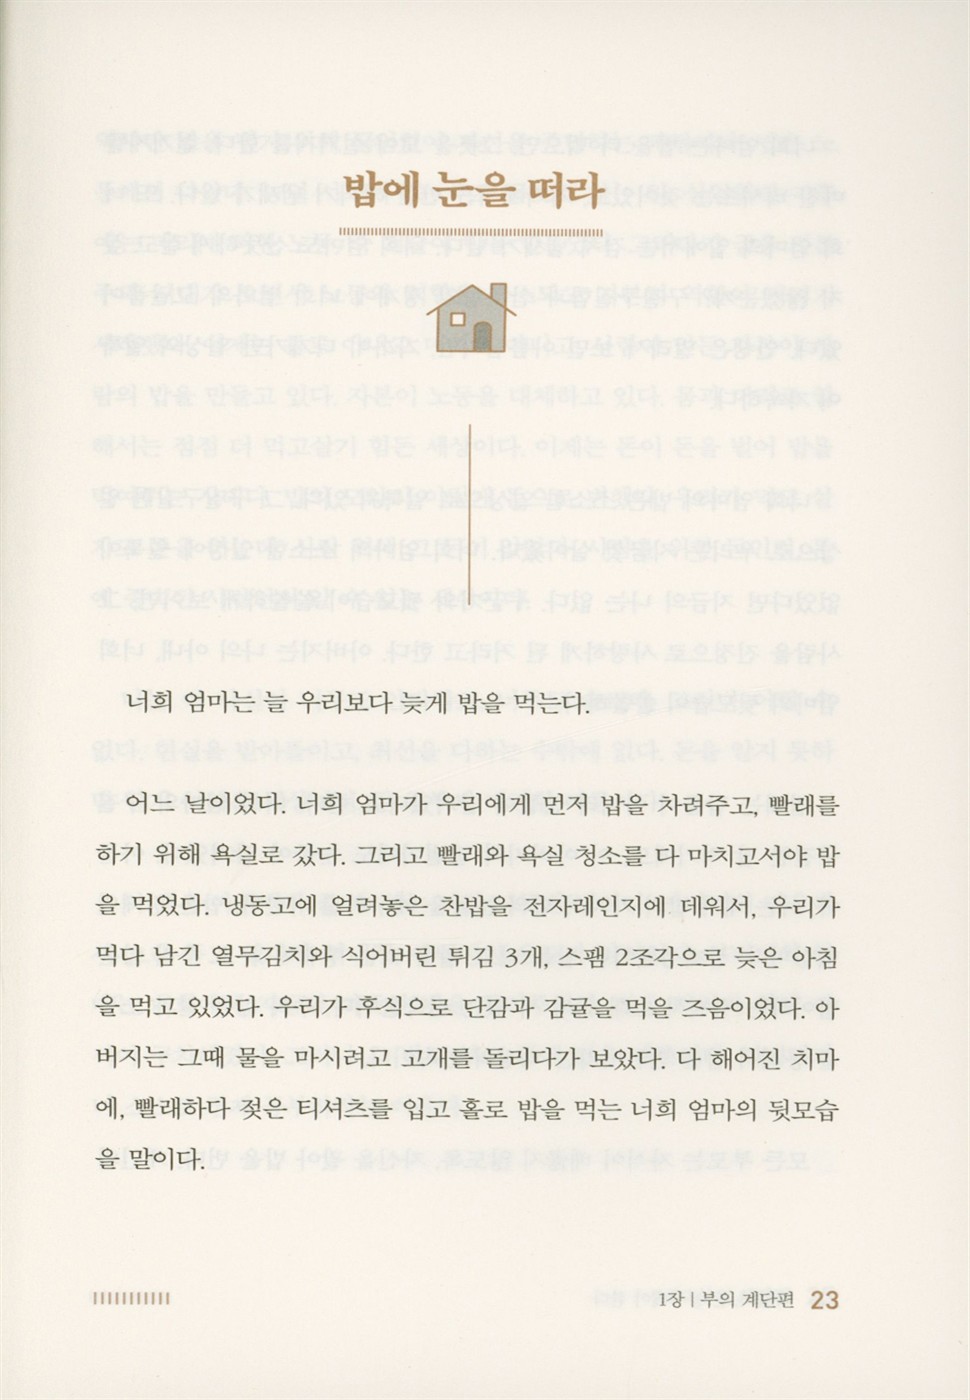 밥에 눈을 떠라
너희 엄마는 늘 우리보다 늦게 밥을 먹는다.
어느 날이었다. 너희 엄마가 우리에게 먼저 밥을 차려주고, 빨래를
하기 위해 욕실로 갔다. 그리고 빨래와 욕실 청소를 다 마치고서야 밥
을 먹었다. 냉동고에 얼려놓은 찬밥을 전자레인지에 데워서, 우리가
먹다 남긴 열무김치와 식어버린 튀김 3개, 스팸 2조각으로 늦은 아침
을 먹고 있었다. 우리가 후식으로 단감과 감귤을 먹을 즈음이었다. 아
버지는 그때 물을 마시려고 고개를 돌리다가 보았다. 다 해어진 치마
에, 빨래하다 젖은 티셔츠를 입고 홀로 밥을 먹는 너희 엄마의 뒷모습
을 말이다.
1장 | 부의 계단편 23